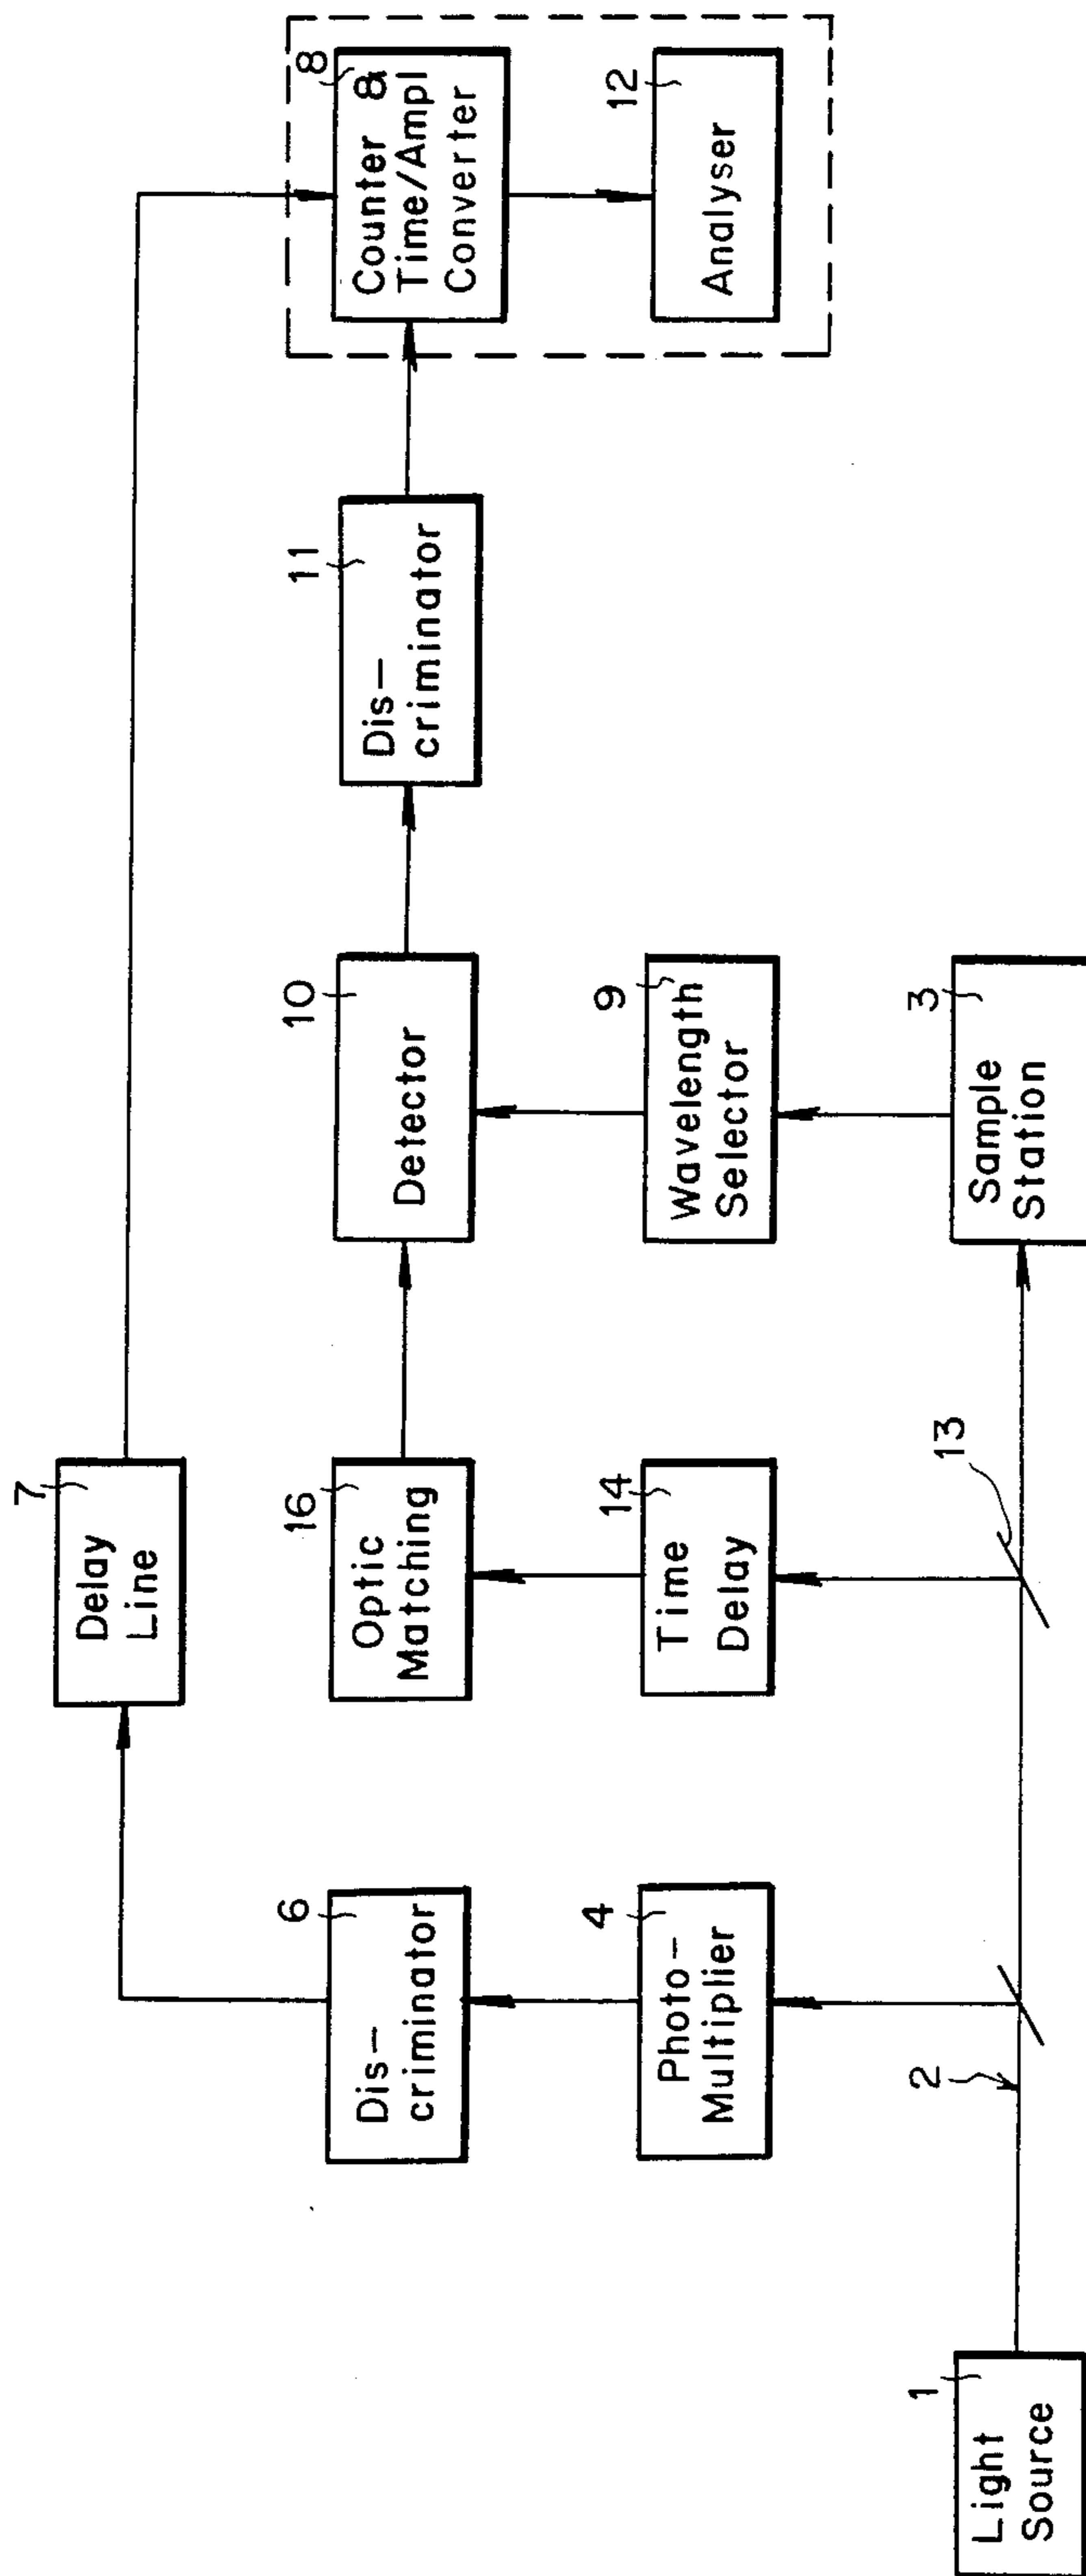 7
Delay
Line
8
Counter &
Time/Ampl
Converter
6
Dis-
criminator
16
Optic
Matching
10
Detector
11
Dis-
criminator
12
Analyser
4
Photo-
Multiplier
14
Time
Delay
9
Wavelength
Selector
1
Light
Source
2
13
3
Sample
Station